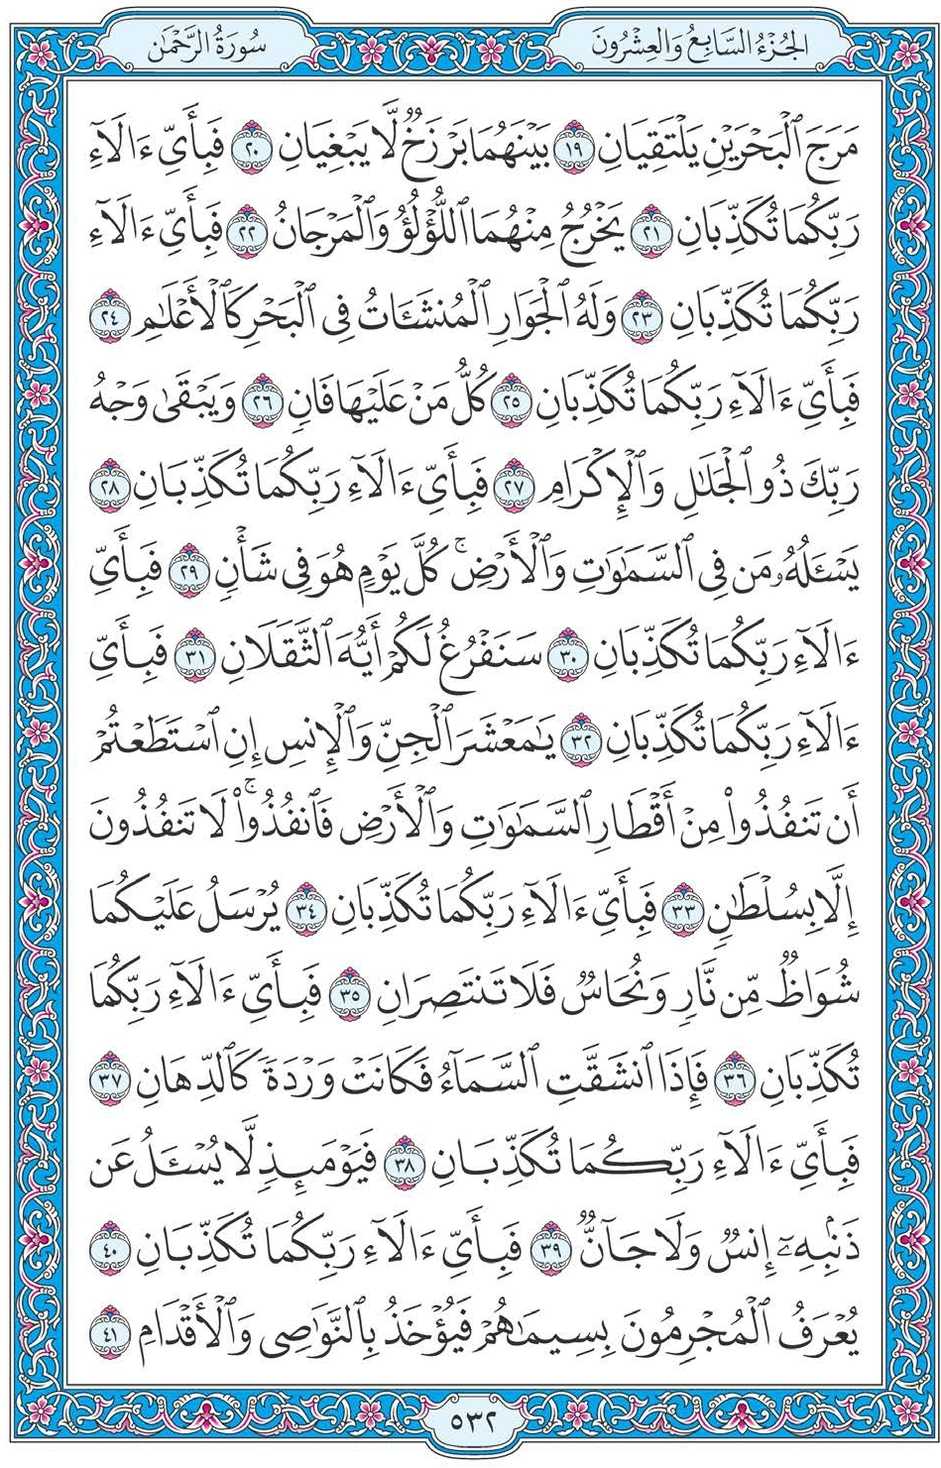 الجُزْءُ السَّابِعُ وَالعِشْرُونَ
سُورَةُ الرَّحْمَٰن
مَرَجَ ٱلْبَحْرَيْنِ يَلْتَقِيَانِ ١٩ بَيْنَهُمَا بَرْزَخٌ لَّا يَبْغِيَانِ ٢٠ فَبِأَىِّ ءَالَآءِ
رَبِّكُمَا تُكَذِّبَانِ ٢١ يَخْرُجُ مِنْهُمَا ٱللُّؤْلُؤُ وَٱلْمَرْجَانُ ٢٢ فَبِأَىِّ ءَالَآءِ
رَبِّكُمَا تُكَذِّبَانِ ٢٣ وَلَهُ ٱلْجَوَارِ ٱلْمُنشَـَٔاتُ فِى ٱلْبَحْرِ كَٱلْأَعْلَٰمِ ٢٤
فَبِأَىِّ ءَالَآءِ رَبِّكُمَا تُكَذِّبَانِ ٢٥ كُلُّ مَنْ عَلَيْهَا فَانٍ ٢٦ وَيَبْقَىٰ وَجْهُ
رَبِّكَ ذُو ٱلْجَلَٰلِ وَٱلْإِكْرَامِ ٢٧ فَبِأَىِّ ءَالَآءِ رَبِّكُمَا تُكَذِّبَانِ ٢٨
يَسْـَٔلُهُۥ مَن فِى ٱلسَّمَٰوَٰتِ وَٱلْأَرْضِ ۚ كُلَّ يَوْمٍ هُوَ فِى شَأْنٍ ٢٩ فَبِأَىِّ
ءَالَآءِ رَبِّكُمَا تُكَذِّبَانِ ٣٠ سَنَفْرُغُ لَكُمْ أَيُّهَ ٱلثَّقَلَانِ ٣١ فَبِأَىِّ
ءَالَآءِ رَبِّكُمَا تُكَذِّبَانِ ٣٢ يَٰمَعْشَرَ ٱلْجِنِّ وَٱلْإِنسِ إِنِ ٱسْتَطَعْتُمْ
أَن تَنفُذُوا۟ مِنْ أَقْطَارِ ٱلسَّمَٰوَٰتِ وَٱلْأَرْضِ فَٱنفُذُوا۟ ۚ لَا تَنفُذُونَ
إِلَّا بِسُلْطَٰنٍ ٣٣ فَبِأَىِّ ءَالَآءِ رَبِّكُمَا تُكَذِّبَانِ ٣٤ يُرْسَلُ عَلَيْكُمَا
شُوَاظٌ مِّن نَّارٍ وَنُحَاسٌ فَلَا تَنتَصِرَانِ ٣٥ فَبِأَىِّ ءَالَآءِ رَبِّكُمَا
تُكَذِّبَانِ ٣٦ فَإِذَا ٱنشَقَّتِ ٱلسَّمَآءُ فَكَانَتْ وَرْدَةً كَٱلدِّهَانِ ٣٧
فَبِأَىِّ ءَالَآءِ رَبِّكُمَا تُكَذِّبَانِ ٣٨ فَيَوْمَئِذٍ لَّا يُسْـَٔلُ عَن
ذَنۢبِهِۦٓ إِنسٌ وَلَا جَآنٌّ ٣٩ فَبِأَىِّ ءَالَآءِ رَبِّكُمَا تُكَذِّبَانِ ٤٠
يُعْرَفُ ٱلْمُجْرِمُونَ بِسِيمَٰهُمْ فَيُؤْخَذُ بِٱلنَّوَٰصِى وَٱلْأَقْدَامِ ٤١
٥٣٢